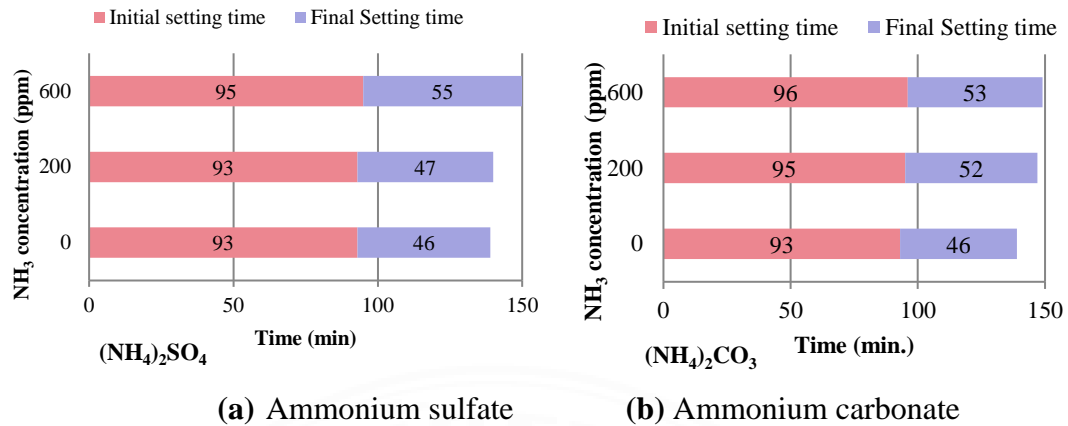 Initial setting time Final Setting time
NH₃ concentration (ppm)
600 95 55
200 93 47
0 93 46
0 50 100 150
Time (min)
(NH₄)₂SO₄
(a) Ammonium sulfate
Initial setting time Final Setting time
NH₃ concentration (ppm)
600 96 53
200 95 52
0 93 46
0 50 100 150
Time (min.)
(NH₄)₂CO₃
(b) Ammonium carbonate